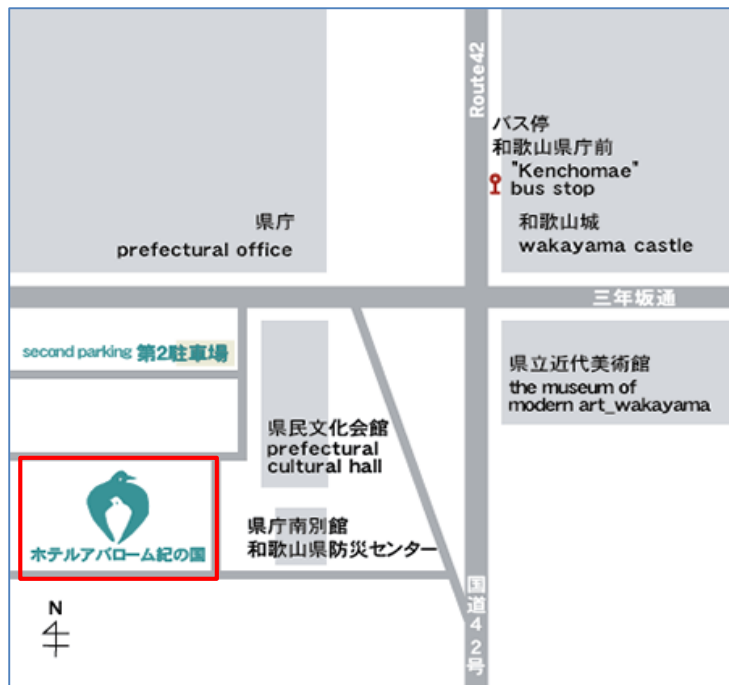 Route42
バス停
和歌山県庁前
"Kenchomae"
bus stop
県庁
prefectural office
和歌山城
wakayama castle
三年坂通
second parking 第2駐車場
県立近代美術館
the museum of
modern art_wakayama
県民文化会館
prefectural
cultural hall
県庁南別館
和歌山県防災センター
ホテルアバローム紀の国
国道42号
N